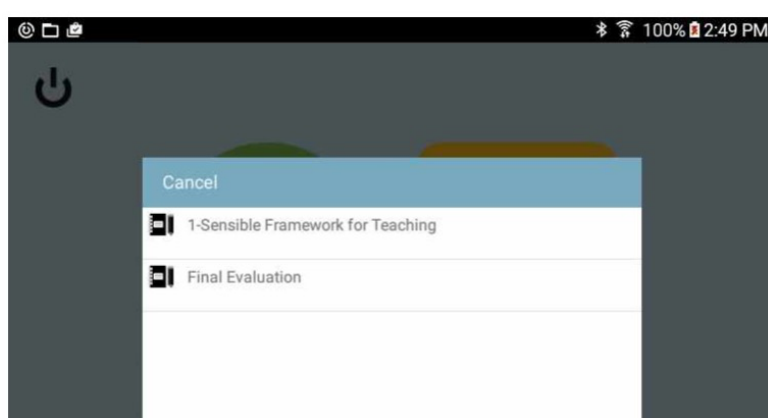 100% 2:49 PM
Cancel
1-Sensible Framework for Teaching
Final Evaluation